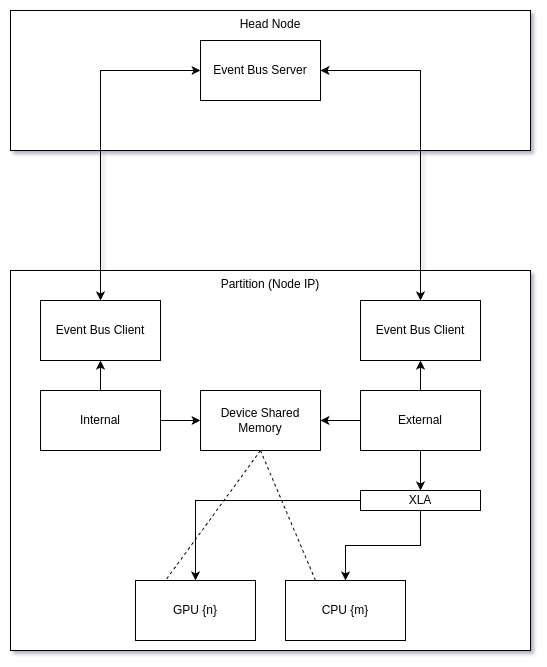 Head Node
Event Bus Server
Partition (Node IP)
Event Bus Client
Event Bus Client
Internal
Device Shared
Memory
External
XLA
GPU {n}
CPU {m}